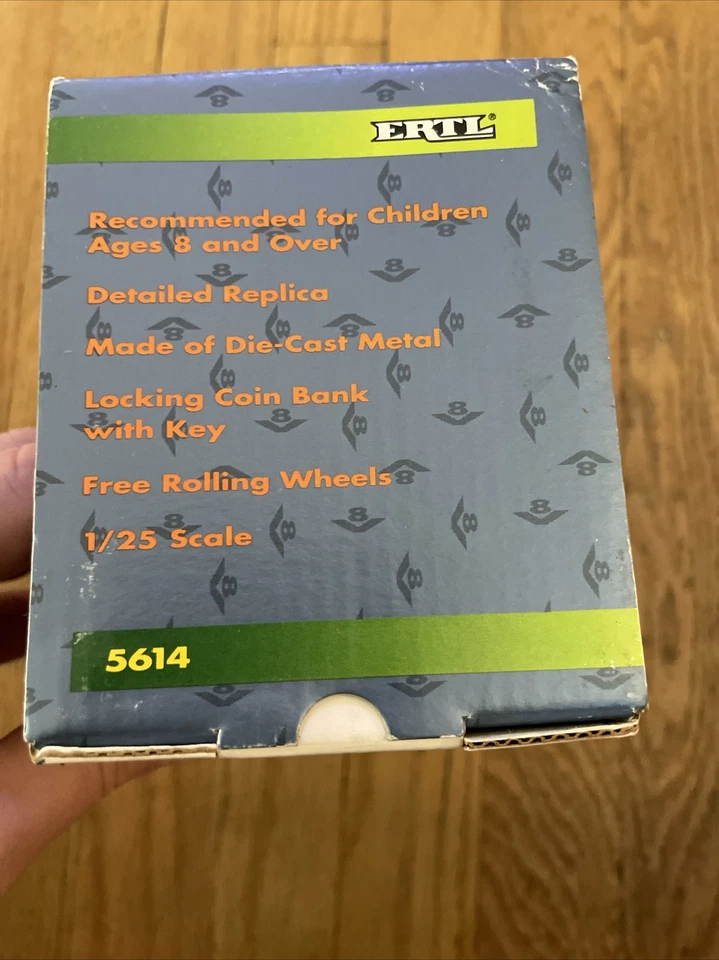 ERTL®
Recommended for Children
Ages 8 and Over
Detailed Replica
Made of Die-Cast Metal
Locking Coin Bank
with Key
Free Rolling Wheels
1/25 Scale
5614